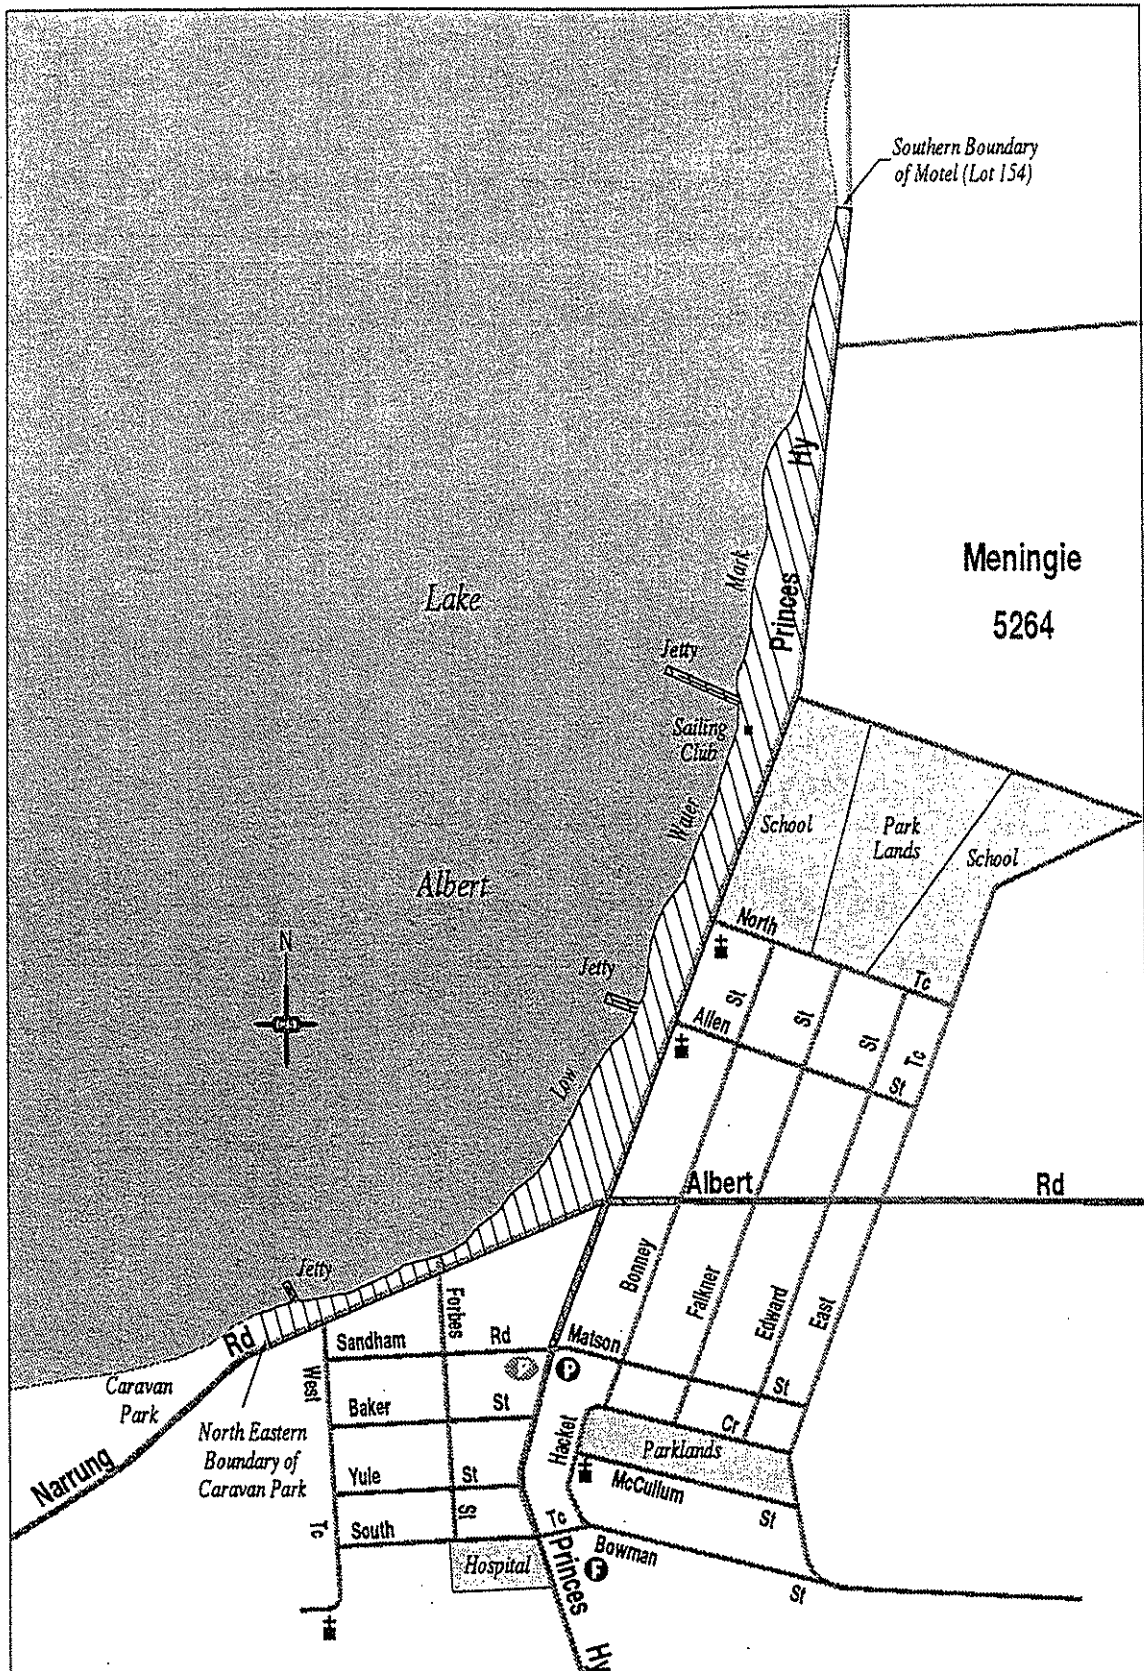 Southern Boundary
of Motel (Lot 154)
Hy
Princes
Mark
Meningie
5264
Lake
Jetty
Sailing
Club
Water
School
Park
Lands
School
Albert
North
Tc
N
Jetty
St
Allen
St
St
Tc
St
Low
Albert
Rd
Bonney
Falkner
Edward
East
Jetty
Forbes
Rd
Sandham
Rd
Matson
P
West
St
Caravan
Park
Baker
St
Cr
North Eastern
Boundary of
Caravan Park
Hacket
Parklands
Narrung
Yule
St
McCullum
St
St
Tc
South
Tc
Bowman
Princes
F
Hospital
St
Hy